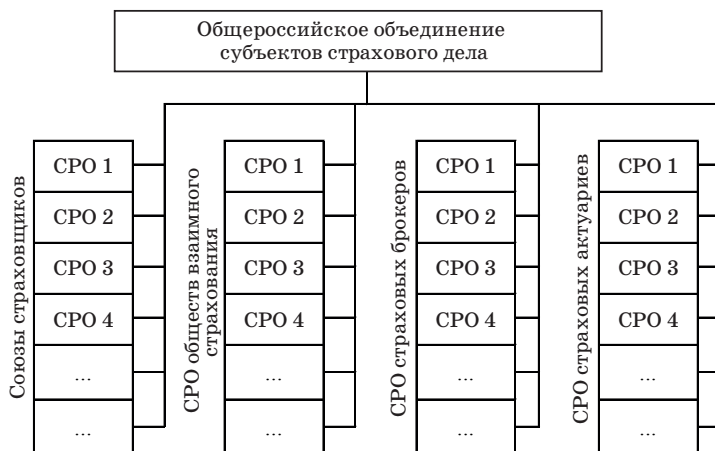 Общероссийское объединение
субъектов страхового дела
Союзы страховщиков
СРО 1
СРО 2
СРО 3
СРО 4
...
...
СРО обществ взаимного
страхования
СРО 1
СРО 2
СРО 3
СРО 4
...
...
СРО страховых брокеров
СРО 1
СРО 2
СРО 3
СРО 4
...
...
СРО страховых актуариев
СРО 1
СРО 2
СРО 3
СРО 4
...
...